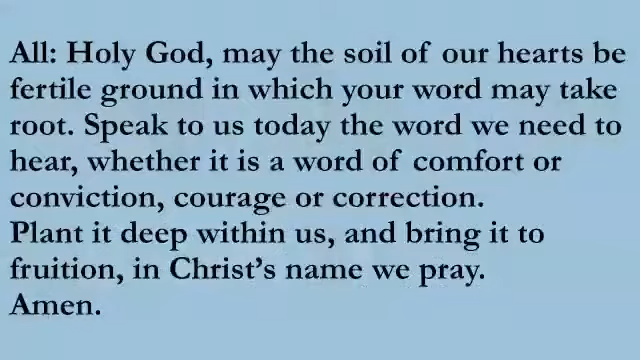 All: Holy God, may the soil of our hearts be
fertile ground in which your word may take
root. Speak to us today the word we need to
hear, whether it is a word of comfort or
conviction, courage or correction.
Plant it deep within us, and bring it to
fruition, in Christ's name we pray.
Amen.